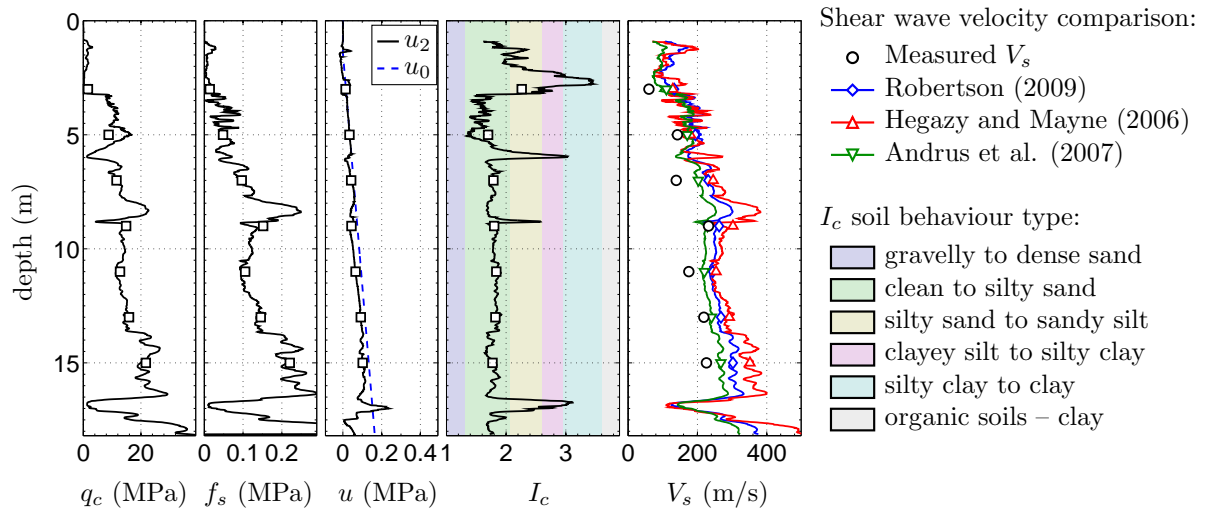 0
5
10
15
depth (m)
0 20
q_c (MPa)
0 0.2
f_s (MPa)
u_2
u_0
0 0.2 0.4
u (MPa)
2 3
I_c
0 200 400
V_s (m/s)
Shear wave velocity comparison:
Measured V_s
Robertson (2009)
Hegazy and Mayne (2006)
Andrus et al. (2007)
I_c soil behaviour type:
gravelly to dense sand
clean to silty sand
silty sand to sandy silt
clayey silt to silty clay
silty clay to clay
organic soils – clay